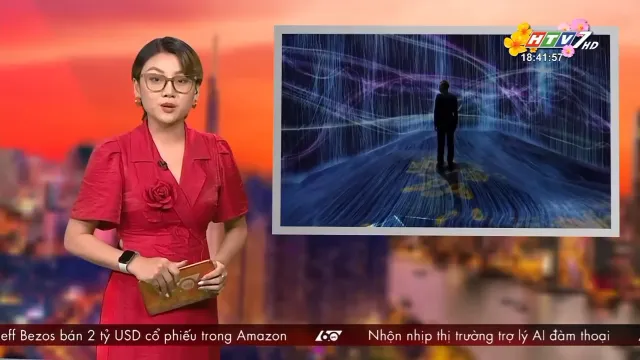 HTV7 HD
18:41:57
eff Bezos bán 2 tỷ USD cổ phiếu trong Amazon 60 Nhộn nhịp thị trường trợ lý AI đàm thoại